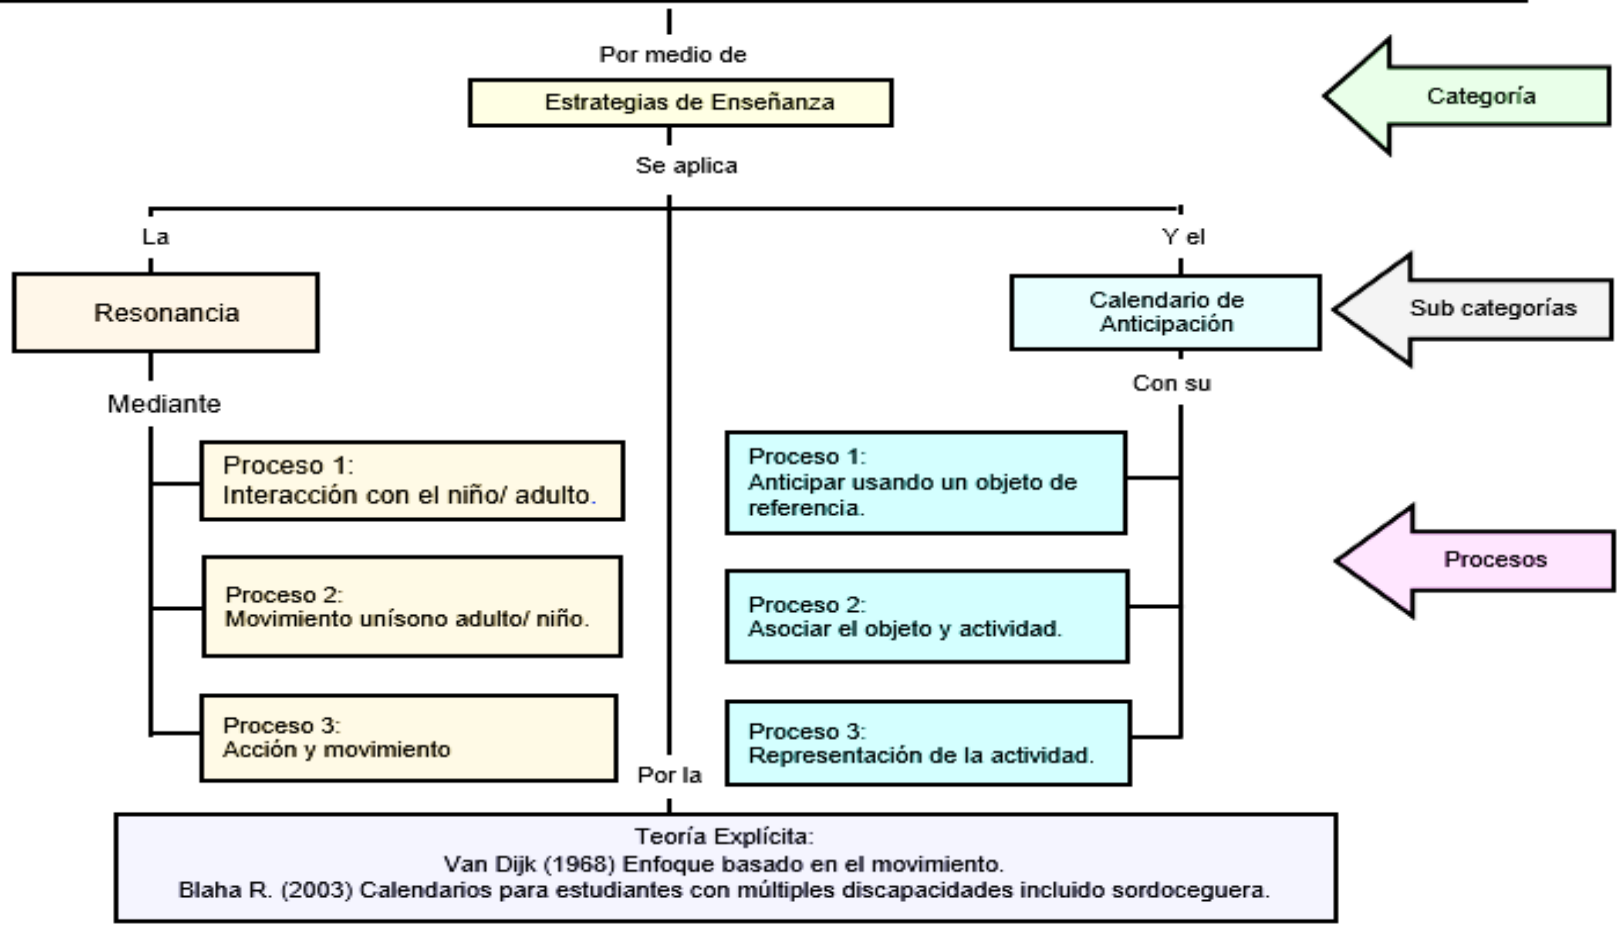 Por medio de
Estrategias de Enseñanza
Categoría
Se aplica
La
Y el
Resonancia
Calendario de
Anticipación
Sub categorías
Mediante
Con su
Proceso 1:
Interacción con el niño/ adulto.
Proceso 2:
Movimiento unísono adulto/ niño.
Proceso 3:
Acción y movimiento
Proceso 1:
Anticipar usando un objeto de
referencia.
Proceso 2:
Asociar el objeto y actividad.
Proceso 3:
Representación de la actividad.
Procesos
Por la
Teoría Explícita:
Van Dijk (1968) Enfoque basado en el movimiento.
Blaha R. (2003) Calendarios para estudiantes con múltiples discapacidades incluido sordoceguera.